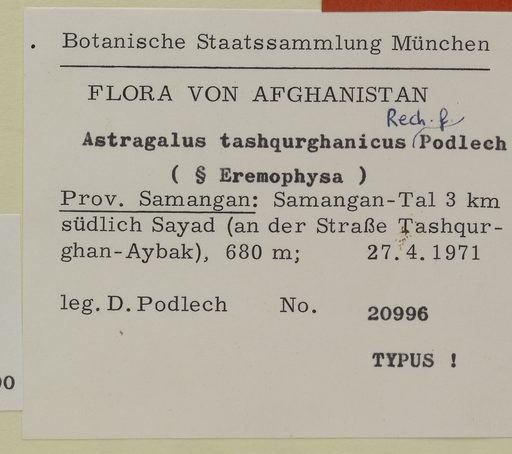 Botanische Staatssammlung München
FLORA VON AFGHANISTAN
Rech. f.
Astragalus tashqurghanicus Podlech
( § Eremophysa )
Prov. Samangan: Samangan-Tal 3 km
südlich Sayad (an der Straße Tashqur-
ghan-Aybak), 680 m; 27.4.1971
leg. D. Podlech No. 20996
TYPUS !